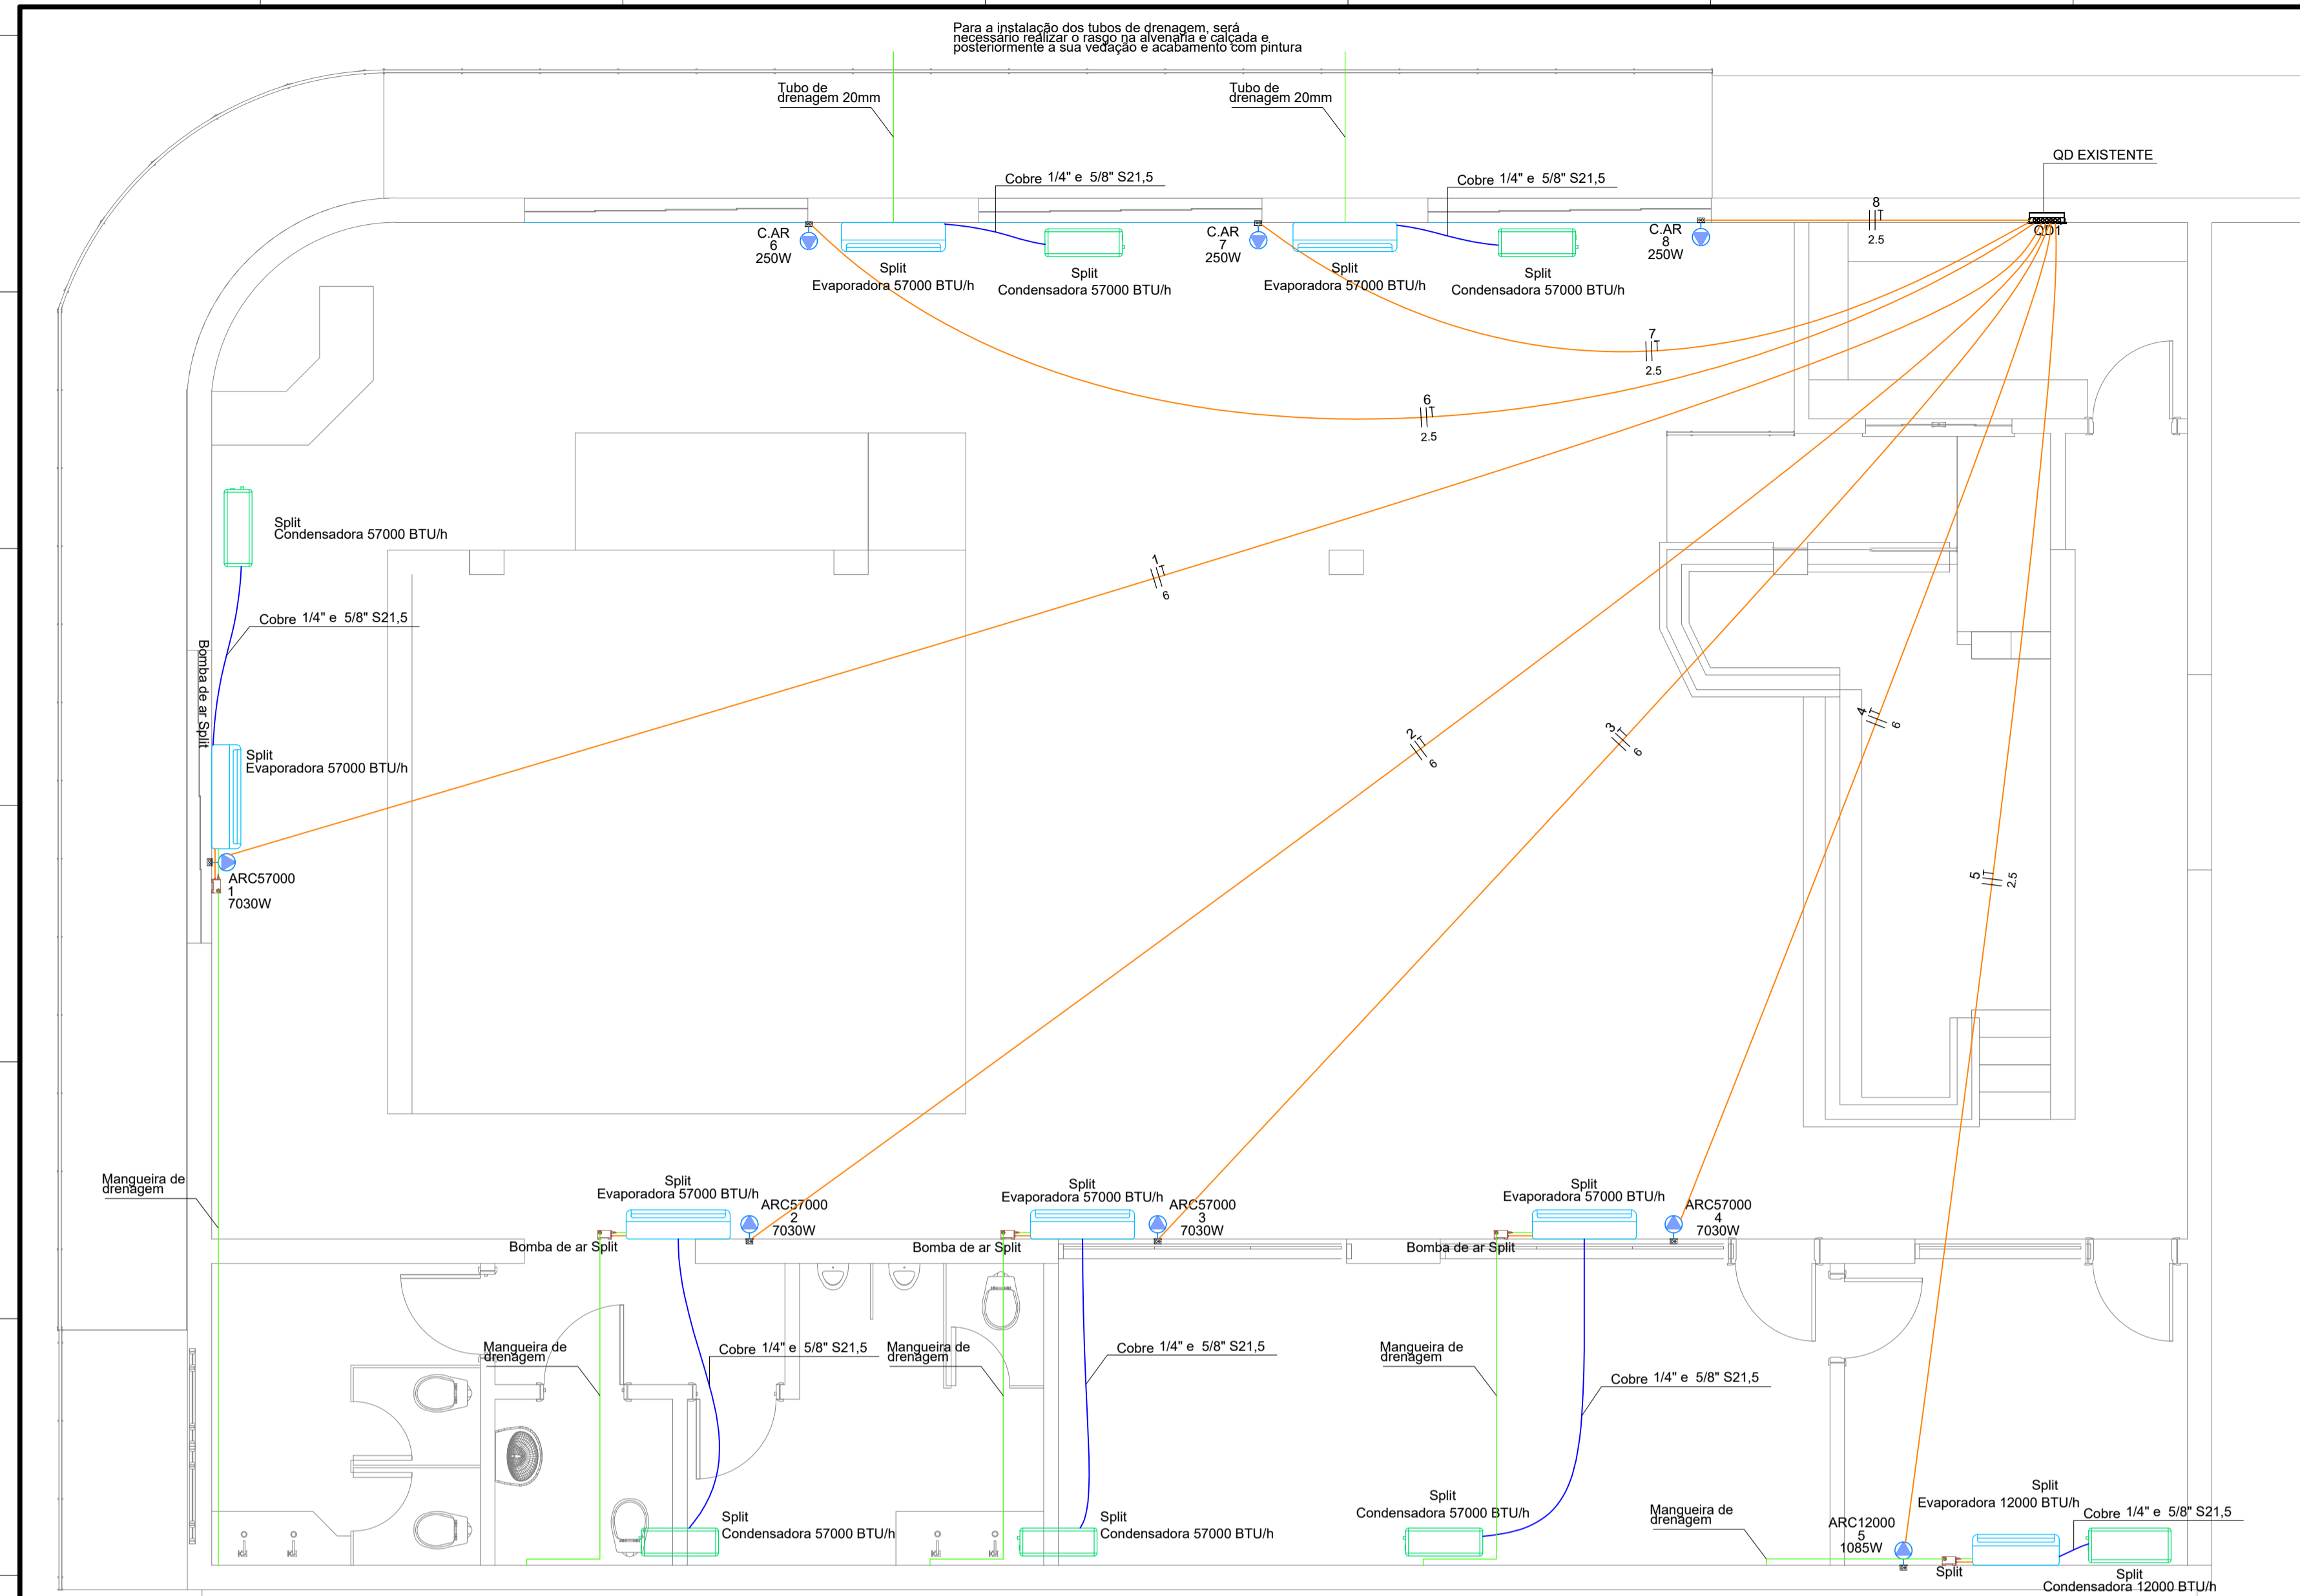 Para a instalação dos tubos de drenagem, será
necessário realizar o rasgo na alvenaria e calçada e
posteriormente a sua vedação e acabamento com pintura
Tubo de
drenagem 20mm
Tubo de
drenagem 20mm
QD EXISTENTE
Cobre 1/4" e 5/8" S21,5
Cobre 1/4" e 5/8" S21,5
8
T
2.5
QD1
C.AR
6
250W
C.AR
7
250W
C.AR
8
250W
Split
Evaporadora 57000 BTU/h
Split
Condensadora 57000 BTU/h
Split
Evaporadora 57000 BTU/h
Split
Condensadora 57000 BTU/h
7
T
2.5
6
T
2.5
Split
Condensadora 57000 BTU/h
1
T
6
Cobre 1/4" e 5/8" S21,5
Bomba de ar Split
Split
Evaporadora 57000 BTU/h
2
T
6
3
T
6
4
T
6
5
T
2.5
ARC57000
1
7030W
Mangueira de
drenagem
Split
Evaporadora 57000 BTU/h
ARC57000
2
7030W
Bomba de ar Split
Split
Evaporadora 57000 BTU/h
ARC57000
3
7030W
Bomba de ar Split
Split
Evaporadora 57000 BTU/h
ARC57000
4
7030W
Bomba de ar Split
Mangueira de
drenagem
Cobre 1/4" e 5/8" S21,5
Mangueira de
drenagem
Cobre 1/4" e 5/8" S21,5
Mangueira de
drenagem
Cobre 1/4" e 5/8" S21,5
Split
Condensadora 57000 BTU/h
Split
Condensadora 57000 BTU/h
Split
Condensadora 57000 BTU/h
Mangueira de
drenagem
ARC12000
5
1085W
Split
Evaporadora 12000 BTU/h
Cobre 1/4" e 5/8" S21,5
Split
Split
Condensadora 12000 BTU/h